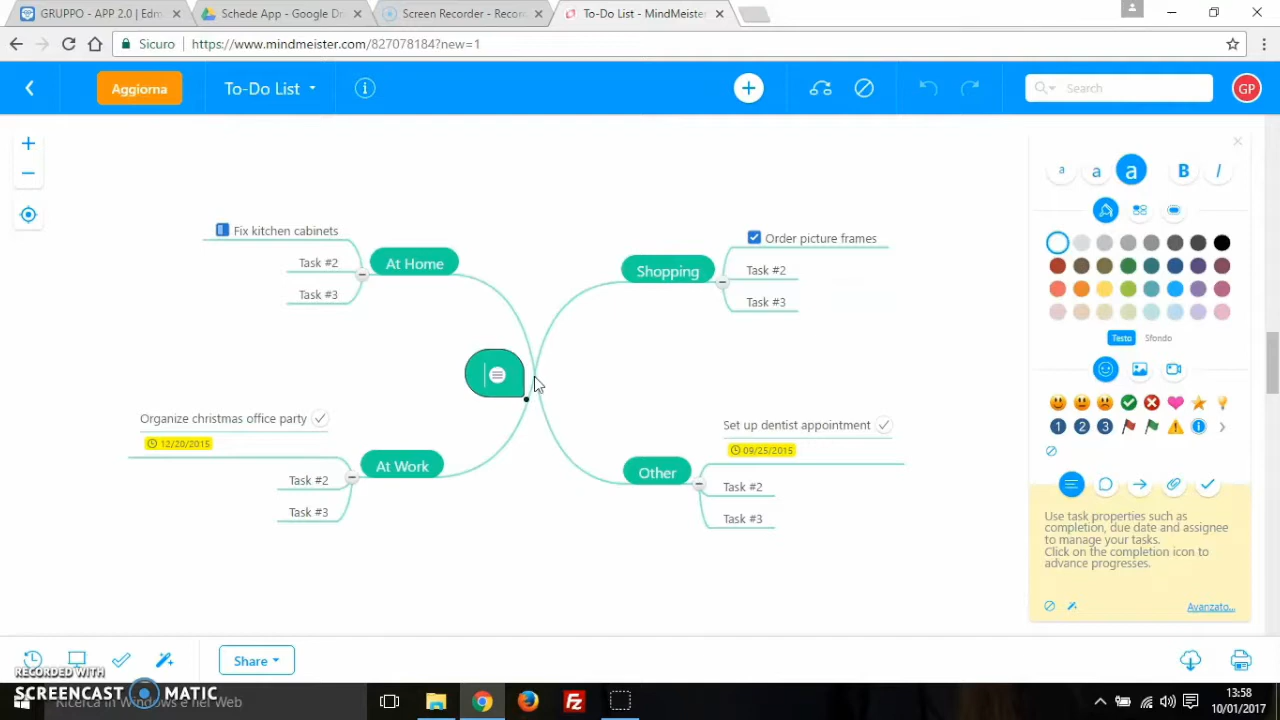 GRUPPO - APP 2.0 | Edm
Schede App - Google Dr
Screen Recorder - Recor
To-Do List - MindMeister
Sicuro
https://www.mindmeister.com/827078184?new=1
Aggiorna
To-Do List
Search
GP
Fix kitchen cabinets
Task #2
Task #3
At Home
Shopping
Order picture frames
Task #2
Task #3
Organize christmas office party
12/20/2015
Task #2
Task #3
At Work
Other
Set up dentist appointment
09/25/2015
Task #2
Task #3
a a a B I
Testo
Sfondo
1 2 3
Use task properties such as
completion, due date and assignee
to manage your tasks.
Click on the completion icon to
advance progresses.
Avanzato...
Share
RECORDED WITH
SCREENCAST MATIC
Ricerca in Windows e nel Web
13:58
10/01/2017